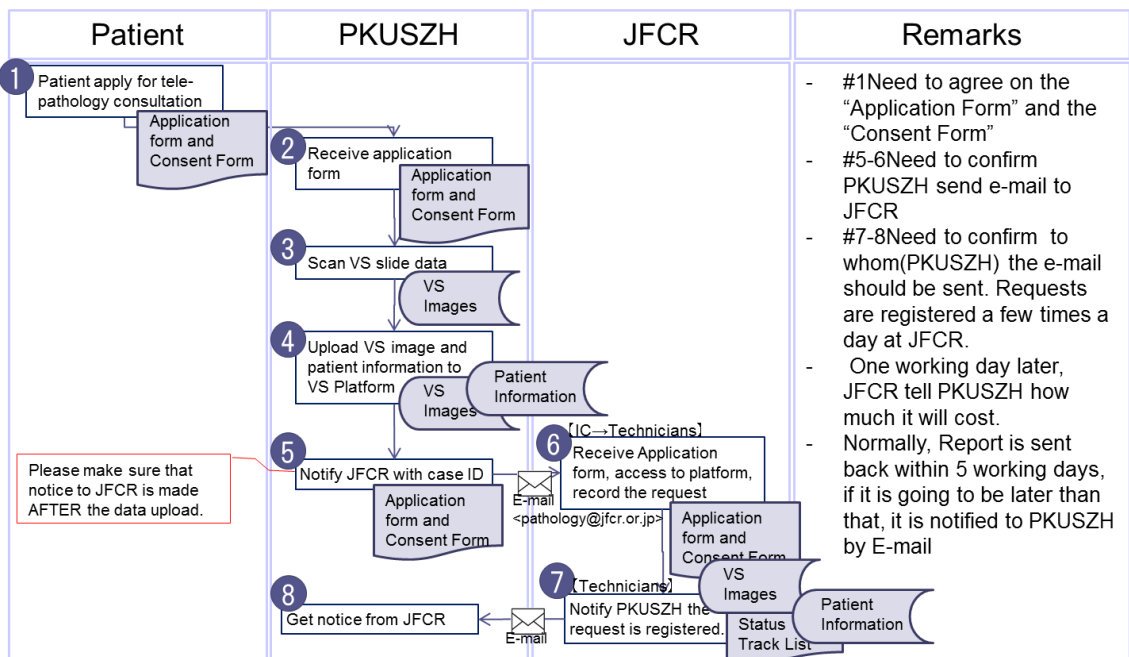 Patient
PKUSZH
JFCR
Remarks
1
Patient apply for tele-
pathology consultation
Application
form and
Consent Form
2
Receive application
form
Application
form and
Consent Form
3
Scan VS slide data
VS
Images
4
Upload VS image and
patient information to
VS Platform
VS
Images
Patient
Information
5
Notify JFCR with case ID
Application
form and
Consent Form
Please make sure that
notice to JFCR is made
AFTER the data upload.
E-mail
<pathology@jfcr.or.jp>
6
【IC→Technicians】
Receive Application
form, access to platform,
record the request
Application
form and
Consent Form
VS
Images
Patient
Information
Status
Track List
7
【Technicians】
Notify PKUSZH the
request is registered.
E-mail
8
Get notice from JFCR
- #1Need to agree on the
“Application Form” and the
“Consent Form”
- #5-6Need to confirm
PKUSZH send e-mail to
JFCR
- #7-8Need to confirm to
whom(PKUSZH) the e-mail
should be sent. Requests
are registered a few times a
day at JFCR.
- One working day later,
JFCR tell PKUSZH how
much it will cost.
- Normally, Report is sent
back within 5 working days,
if it is going to be later than
that, it is notified to PKUSZH
by E-mail